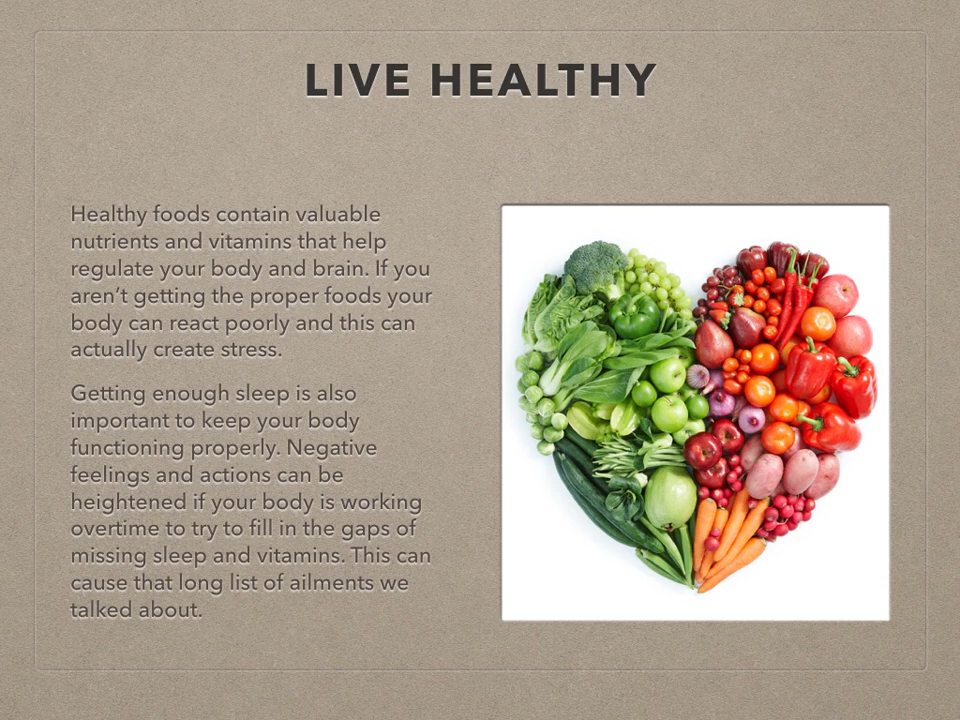 LIVE HEALTHY
Healthy foods contain valuable
nutrients and vitamins that help
regulate your body and brain. If you
aren’t getting the proper foods your
body can react poorly and this can
actually create stress.
Getting enough sleep is also
important to keep your body
functioning properly. Negative
feelings and actions can be
heightened if your body is working
overtime to try to fill in the gaps of
missing sleep and vitamins. This can
cause that long list of ailments we
talked about.